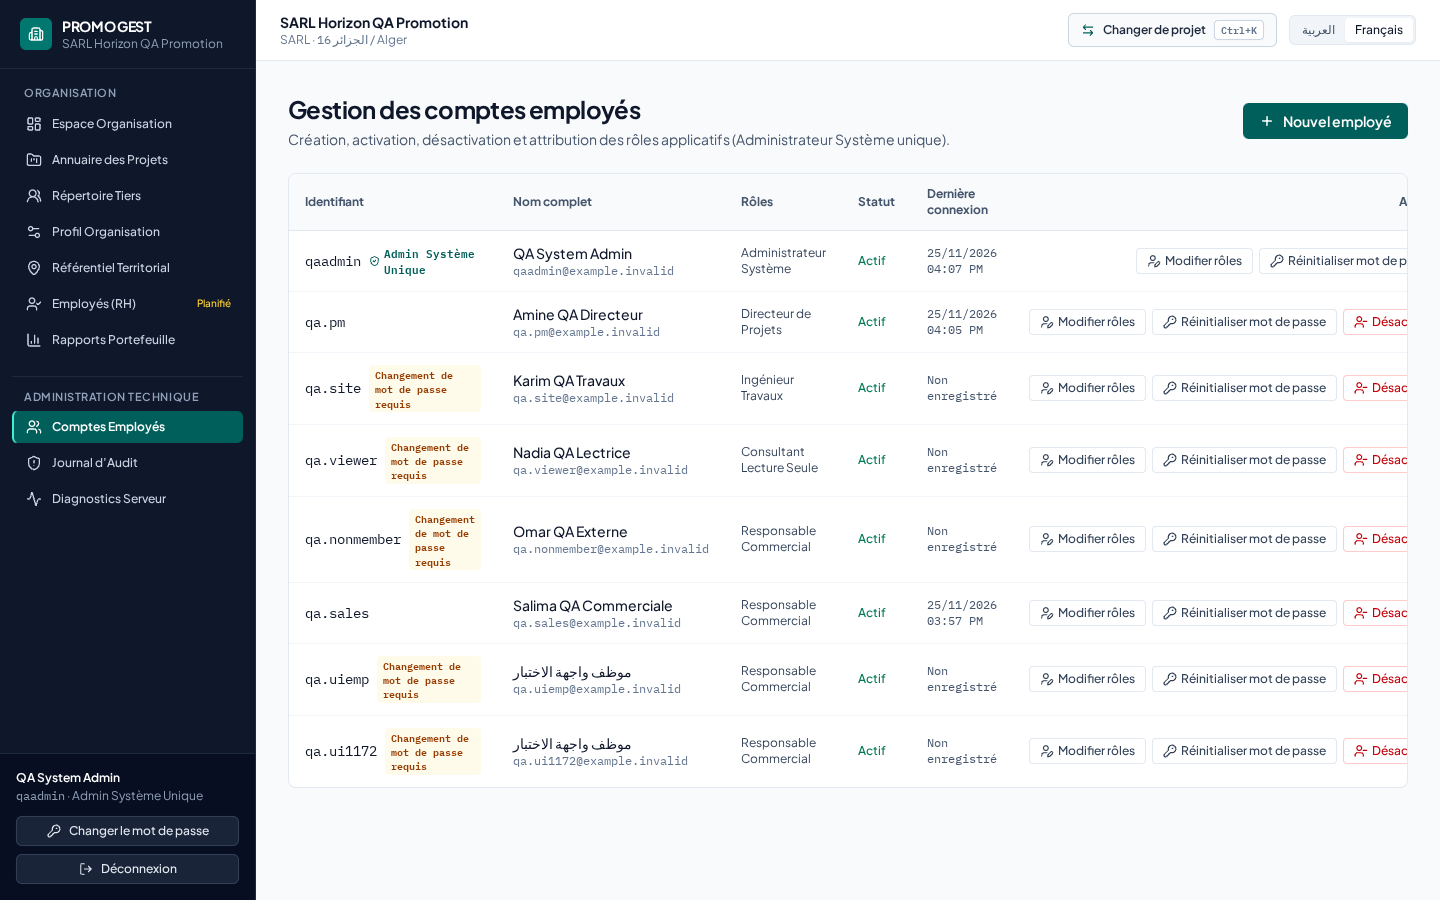 PROMOGEST
SARL Horizon QA Promotion
ORGANISATION
Espace Organisation
Annuaire des Projets
Répertoire Tiers
Profil Organisation
Référentiel Territorial
Employés (RH)
Planifié
Rapports Portefeuille
ADMINISTRATION TECHNIQUE
Comptes Employés
Journal d'Audit
Diagnostics Serveur
QA System Admin
qaadmin · Admin Système Unique
Changer le mot de passe
Déconnexion
SARL Horizon QA Promotion
SARL · 16 الجزائر / Alger
Changer de projet Ctrl+K
العربية
Français
Gestion des comptes employés
Création, activation, désactivation et attribution des rôles applicatifs (Administrateur Système unique).
Nouvel employé
Identifiant
Nom complet
Rôles
Statut
Dernière
connexion
A
qaadmin
Admin Système
Unique
QA System Admin
qaadmin@example.invalid
Administrateur
Système
Actif
25/11/2026
04:07 PM
Modifier rôles
Réinitialiser mot de p
qa.pm
Amine QA Directeur
qa.pm@example.invalid
Directeur de
Projets
Actif
25/11/2026
04:05 PM
Modifier rôles
Réinitialiser mot de passe
Désac
qa.site
Changement de
mot de passe
requis
Karim QA Travaux
qa.site@example.invalid
Ingénieur
Travaux
Actif
Non
enregistré
Modifier rôles
Réinitialiser mot de passe
Désac
qa.viewer
Changement de
mot de passe
requis
Nadia QA Lectrice
qa.viewer@example.invalid
Consultant
Lecture Seule
Actif
Non
enregistré
Modifier rôles
Réinitialiser mot de passe
Désac
qa.nonmember
Changement
de mot de
passe
requis
Omar QA Externe
qa.nonmember@example.invalid
Responsable
Commercial
Actif
Non
enregistré
Modifier rôles
Réinitialiser mot de passe
Désac
qa.sales
Salima QA Commerciale
qa.sales@example.invalid
Responsable
Commercial
Actif
25/11/2026
03:57 PM
Modifier rôles
Réinitialiser mot de passe
Désac
qa.uiemp
Changement de
mot de passe
requis
موظف واجهة الاختبار
qa.uiemp@example.invalid
Responsable
Commercial
Actif
Non
enregistré
Modifier rôles
Réinitialiser mot de passe
Désac
qa.ui1172
Changement de
mot de passe
requis
موظف واجهة الاختبار
qa.ui1172@example.invalid
Responsable
Commercial
Actif
Non
enregistré
Modifier rôles
Réinitialiser mot de passe
Désac